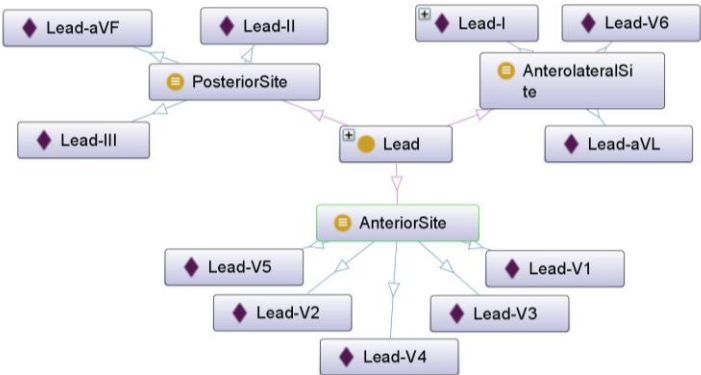 Lead-aVF
Lead-II
Lead-I
Lead-V6
PosteriorSite
AnterolateralSi
te
Lead-III
Lead
Lead-aVL
AnteriorSite
Lead-V5
Lead-V1
Lead-V2
Lead-V3
Lead-V4